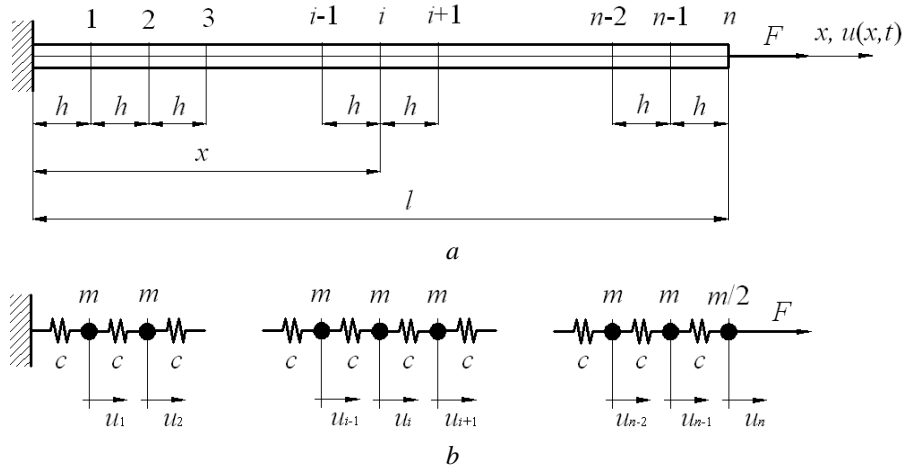 1 2 3 i-1 i i+1 n-2 n-1 n F x, u(x,t)
h h h h h h h
x
l
a
m m m m m m m m/2 F
c c c c c c c c c c
u1 u2 ui-1 ui ui+1 un-2 un-1 un
b